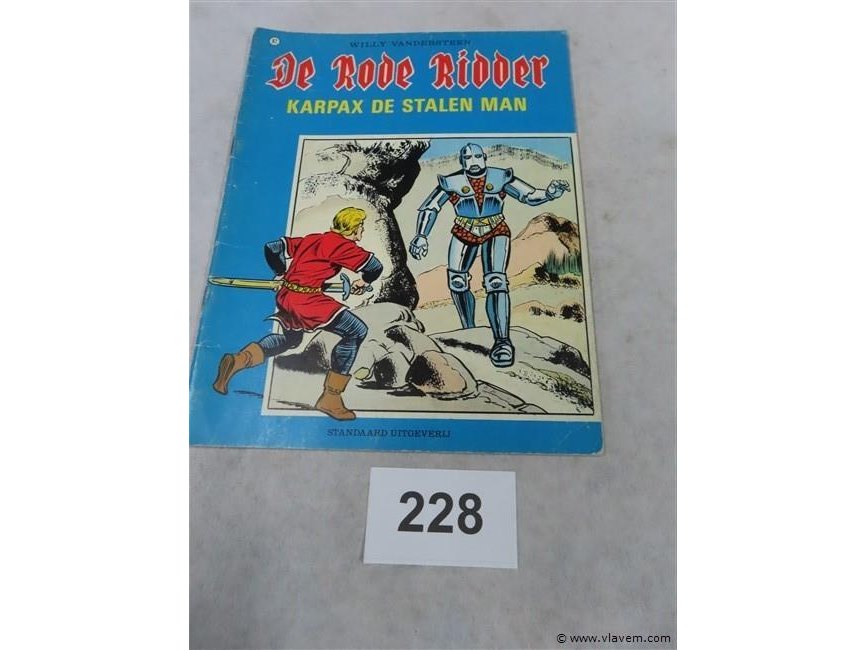 WILLY VANDERSTEEN
De Rode Ridder
KARPAX DE STALEN MAN
STANDAARD UITGEVERIJ
228
© www.vlavem.com